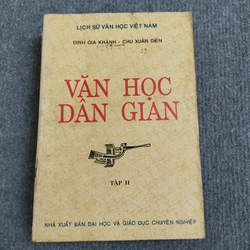 LỊCH SỬ VĂN HỌC VIỆT NAM
ĐINH GIA KHÁNH - CHU XUÂN DIÊN
VĂN HỌC
DÂN GIAN
TẬP II
NHÀ XUẤT BẢN ĐẠI HỌC VÀ GIÁO DỤC CHUYÊN NGHIỆP